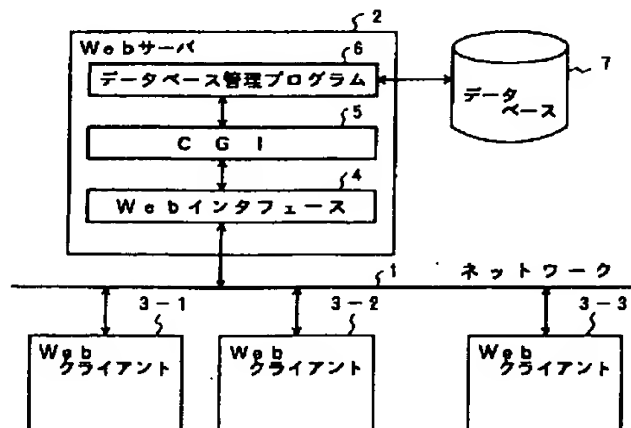 2
Webサーバ
6
データベース管理プログラム
7
データ
ベース
5
CGI
4
Webインタフェース
1
ネットワーク
3-1
3-2
3-3
Web
クライアント
Web
クライアント
Web
クライアント